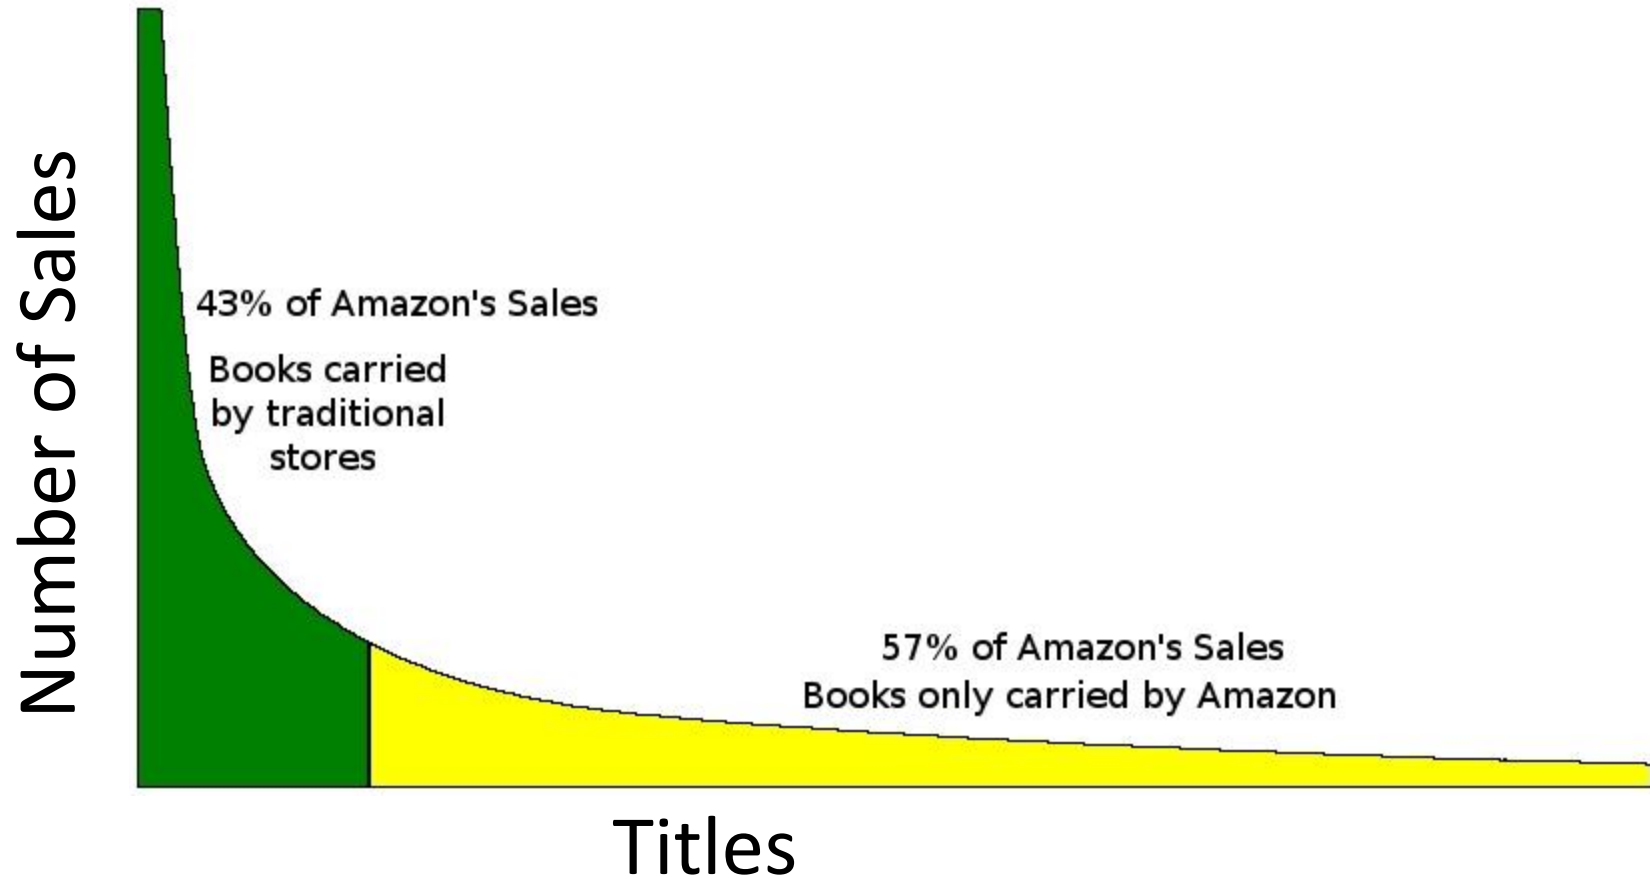 Number of Sales
43% of Amazon's Sales
Books carried
by traditional
stores
57% of Amazon's Sales
Books only carried by Amazon
Titles